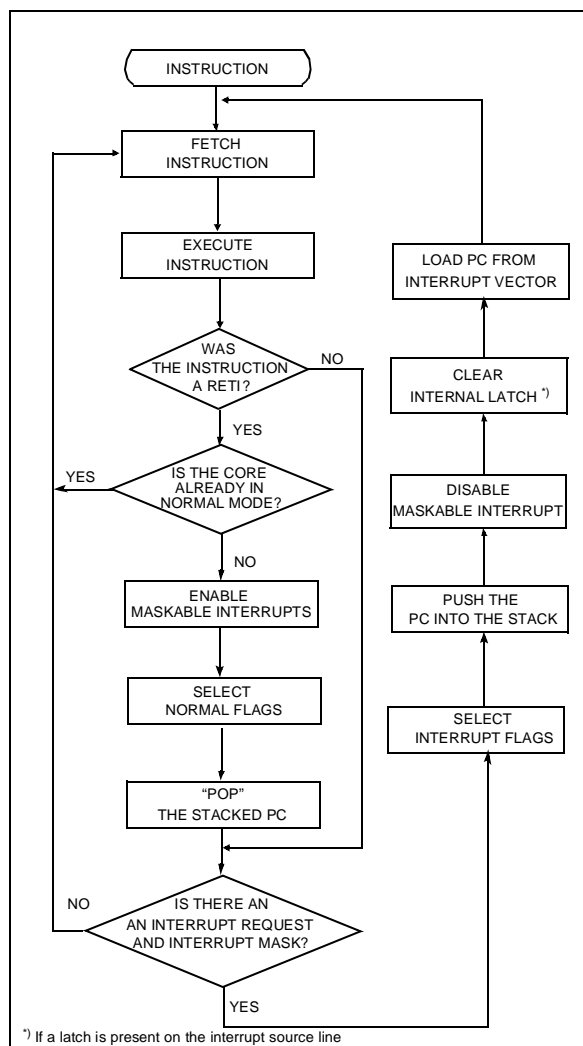 INSTRUCTION
FETCH
INSTRUCTION
EXECUTE
INSTRUCTION
WAS
THE INSTRUCTION
A RETI?
NO
YES
IS THE CORE
ALREADY IN
NORMAL MODE?
YES
NO
ENABLE
MASKABLE INTERRUPTS
SELECT
NORMAL FLAGS
“POP”
THE STACKED PC
IS THERE AN
AN INTERRUPT REQUEST
AND INTERRUPT MASK?
NO
YES
SELECT
INTERRUPT FLAGS
PUSH THE
PC INTO THE STACK
DISABLE
MASKABLE INTERRUPT
CLEAR
INTERNAL LATCH *)
LOAD PC FROM
INTERRUPT VECTOR
*) If a latch is present on the interrupt source line